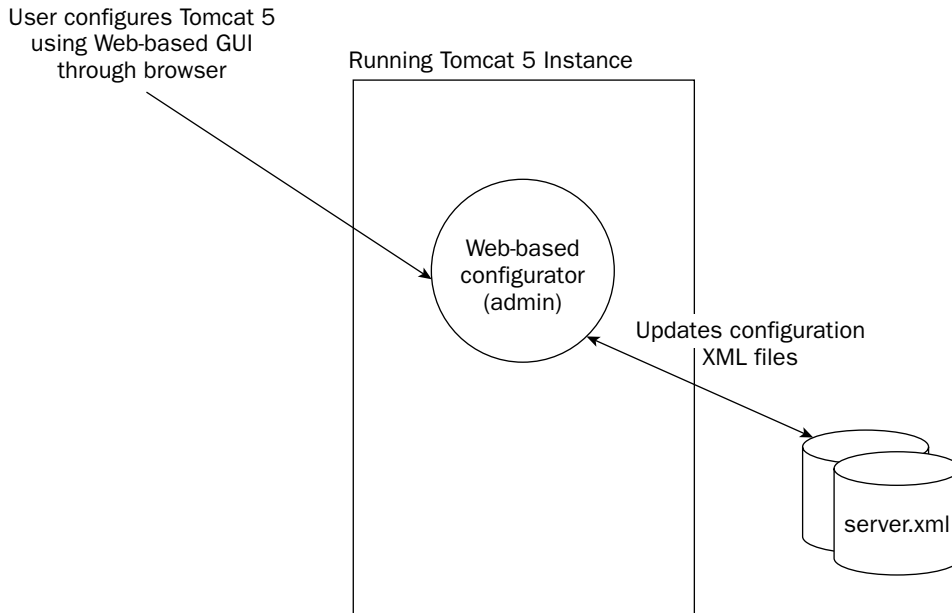 User configures Tomcat 5
using Web-based GUI
through browser
Running Tomcat 5 Instance
Web-based
configurator
(admin)
Updates configuration
XML files
server.xml